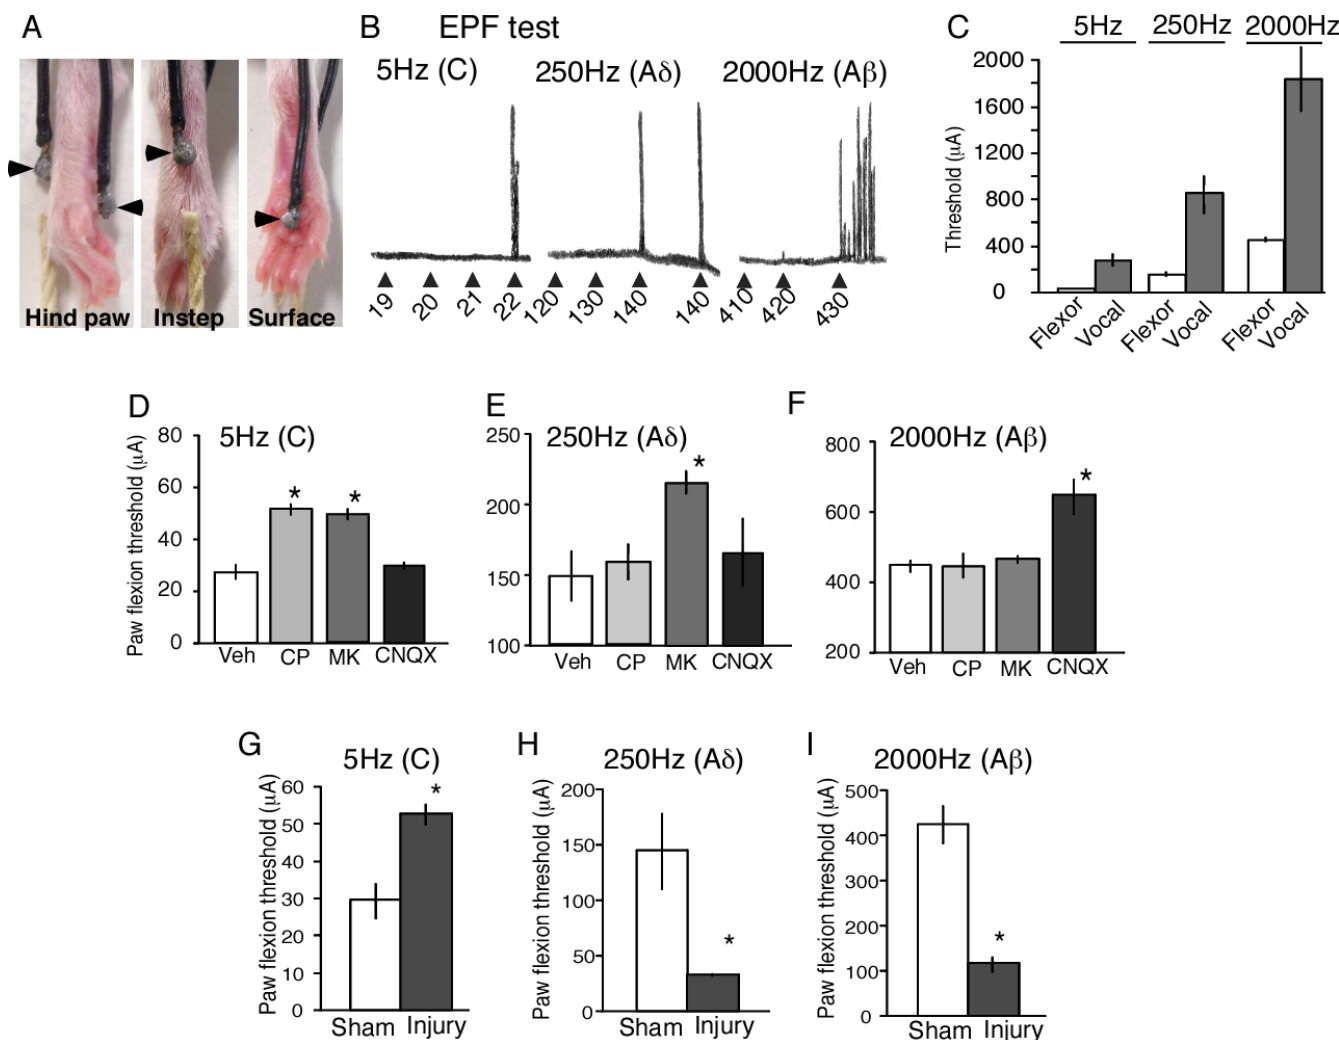 A
Hind paw
Instep
Surface
B EPF test
5Hz (C)
250Hz (Aδ)
2000Hz (Aβ)
19 20 21 22 120 130 140 140 410 420 430
C
5Hz 250Hz 2000Hz
Threshold (μA)
2000
1600
1200
800
400
0
Flexor Vocal Flexor Vocal Flexor Vocal
D
5Hz (C)
Paw flexion threshold (μA)
80
60
40
20
0
* *
Veh CP MK CNQX
E
250Hz (Aδ)
250
200
150
100
*
Veh CP MK CNQX
F
2000Hz (Aβ)
800
600
400
200
*
Veh CP MK CNQX
G
5Hz (C)
Paw flexion threshold (μA)
60
50
40
30
20
10
0
*
Sham Injury
H
250Hz (Aδ)
Paw flexion threshold (μA)
200
150
100
50
0
*
Sham Injury
I
2000Hz (Aβ)
Paw flexion threshold (μA)
500
400
300
200
100
0
*
Sham Injury